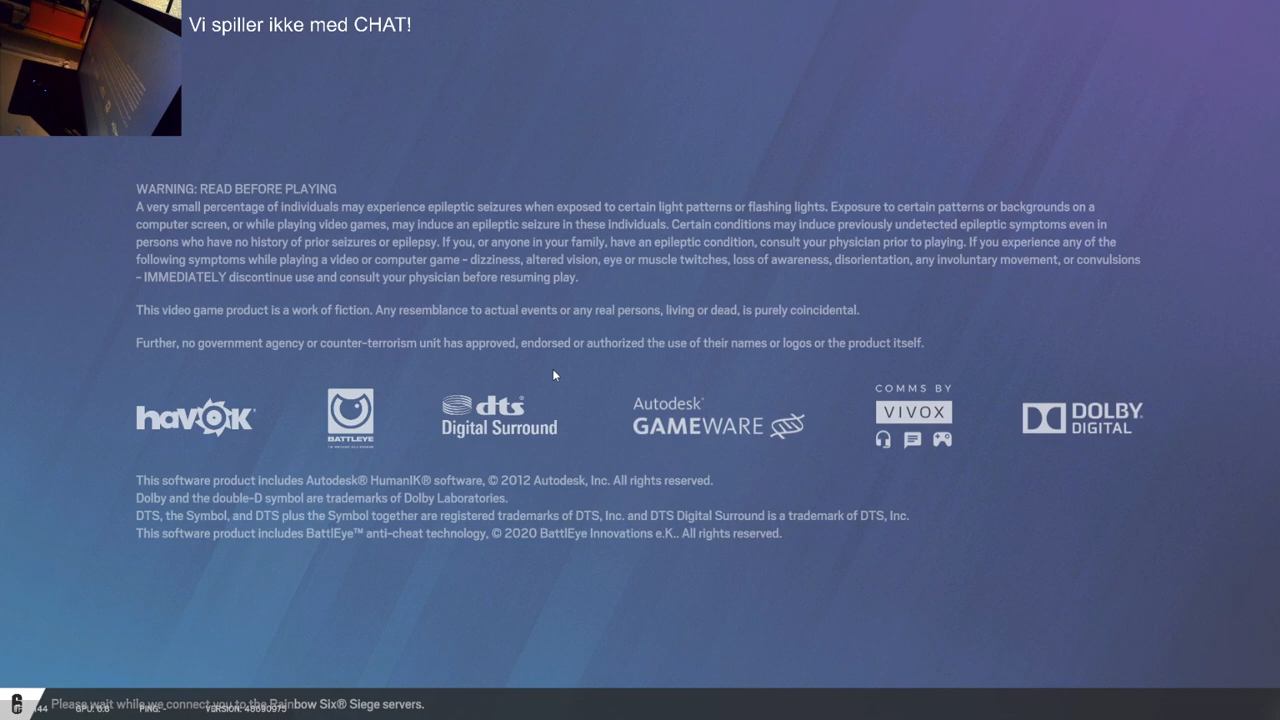 Vi spiller ikke med CHAT!
WARNING: READ BEFORE PLAYING
A very small percentage of individuals may experience epileptic seizures when exposed to certain light patterns or flashing lights. Exposure to certain patterns or backgrounds on a
computer screen, or while playing video games, may induce an epileptic seizure in these individuals. Certain conditions may induce previously undetected epileptic symptoms even in
persons who have no history of prior seizures or epilepsy. If you, or anyone in your family, have an epileptic condition, consult your physician prior to playing. If you experience any of the
following symptoms while playing a video or computer game - dizziness, altered vision, eye or muscle twitches, loss of awareness, disorientation, any involuntary movement, or convulsions
- IMMEDIATELY discontinue use and consult your physician before resuming play.
This video game product is a work of fiction. Any resemblance to actual events or any real persons, living or dead, is purely coincidental.
Further, no government agency or counter-terrorism unit has approved, endorsed or authorized the use of their names or logos or the product itself.
havok
BATTLEYE
dts
Digital Surround
Autodesk
GAMEWARE
COMMS BY
VIVOX
DOLBY
DIGITAL
This software product includes Autodesk® HumanIK® software, © 2012 Autodesk, Inc. All rights reserved.
Dolby and the double-D symbol are trademarks of Dolby Laboratories.
DTS, the Symbol, and DTS plus the Symbol together are registered trademarks of DTS, Inc. and DTS Digital Surround is a trademark of DTS, Inc.
This software product includes BattlEye™ anti-cheat technology, © 2020 BattlEye Innovations e.K.. All rights reserved.
Please wait while we connect you to the Rainbow Six® Siege servers.
144 GPU: 0.8 PING: - VERSION: 48690975